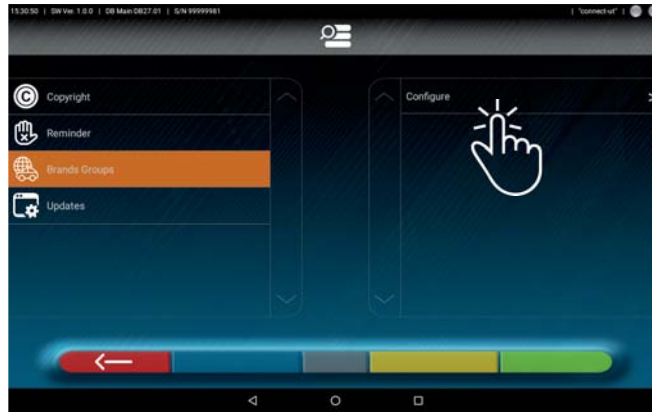 15:30:50 | SW Ver. 1.0.0 | DB Main DB27.01 | S/N 99999981 | "connect-ut" |
Copyright
Configure
Reminder
Brands Groups
Updates